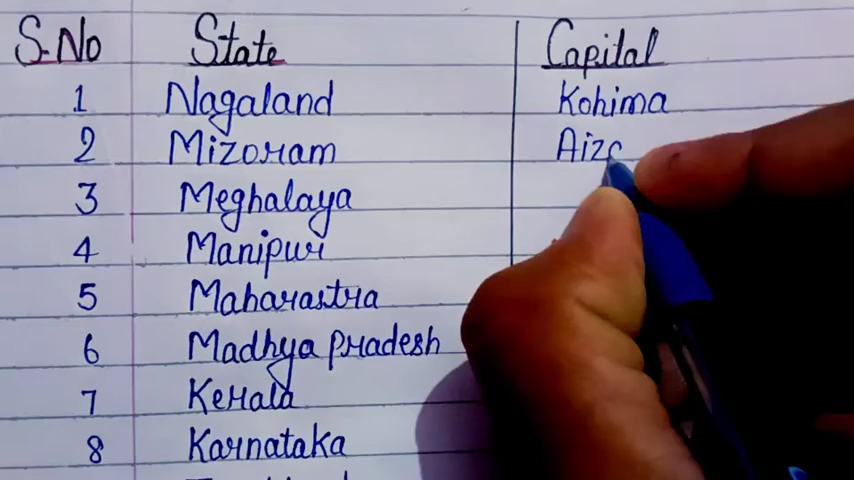 S.No State Capital
1 Nagaland Kohima
2 Mizoram Aizo
3 Meghalaya
4 Manipur
5 Maharastra
6 Madhya pradesh
7 Kerala
8 Karnataka